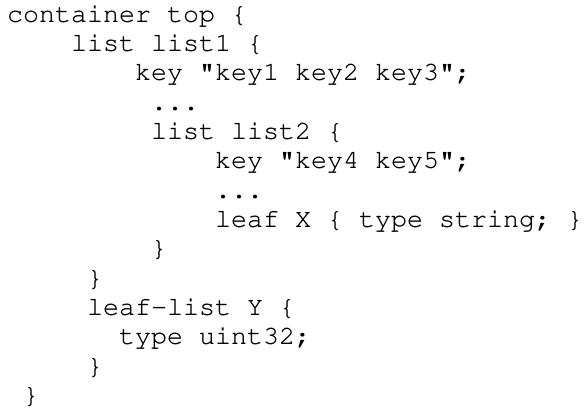 container top {
    list list1 {
        key "key1 key2 key3";
         ...
         list list2 {
             key "key4 key5";
             ...
             leaf X { type string; }
         }
     }
     leaf-list Y {
       type uint32;
     }
 }